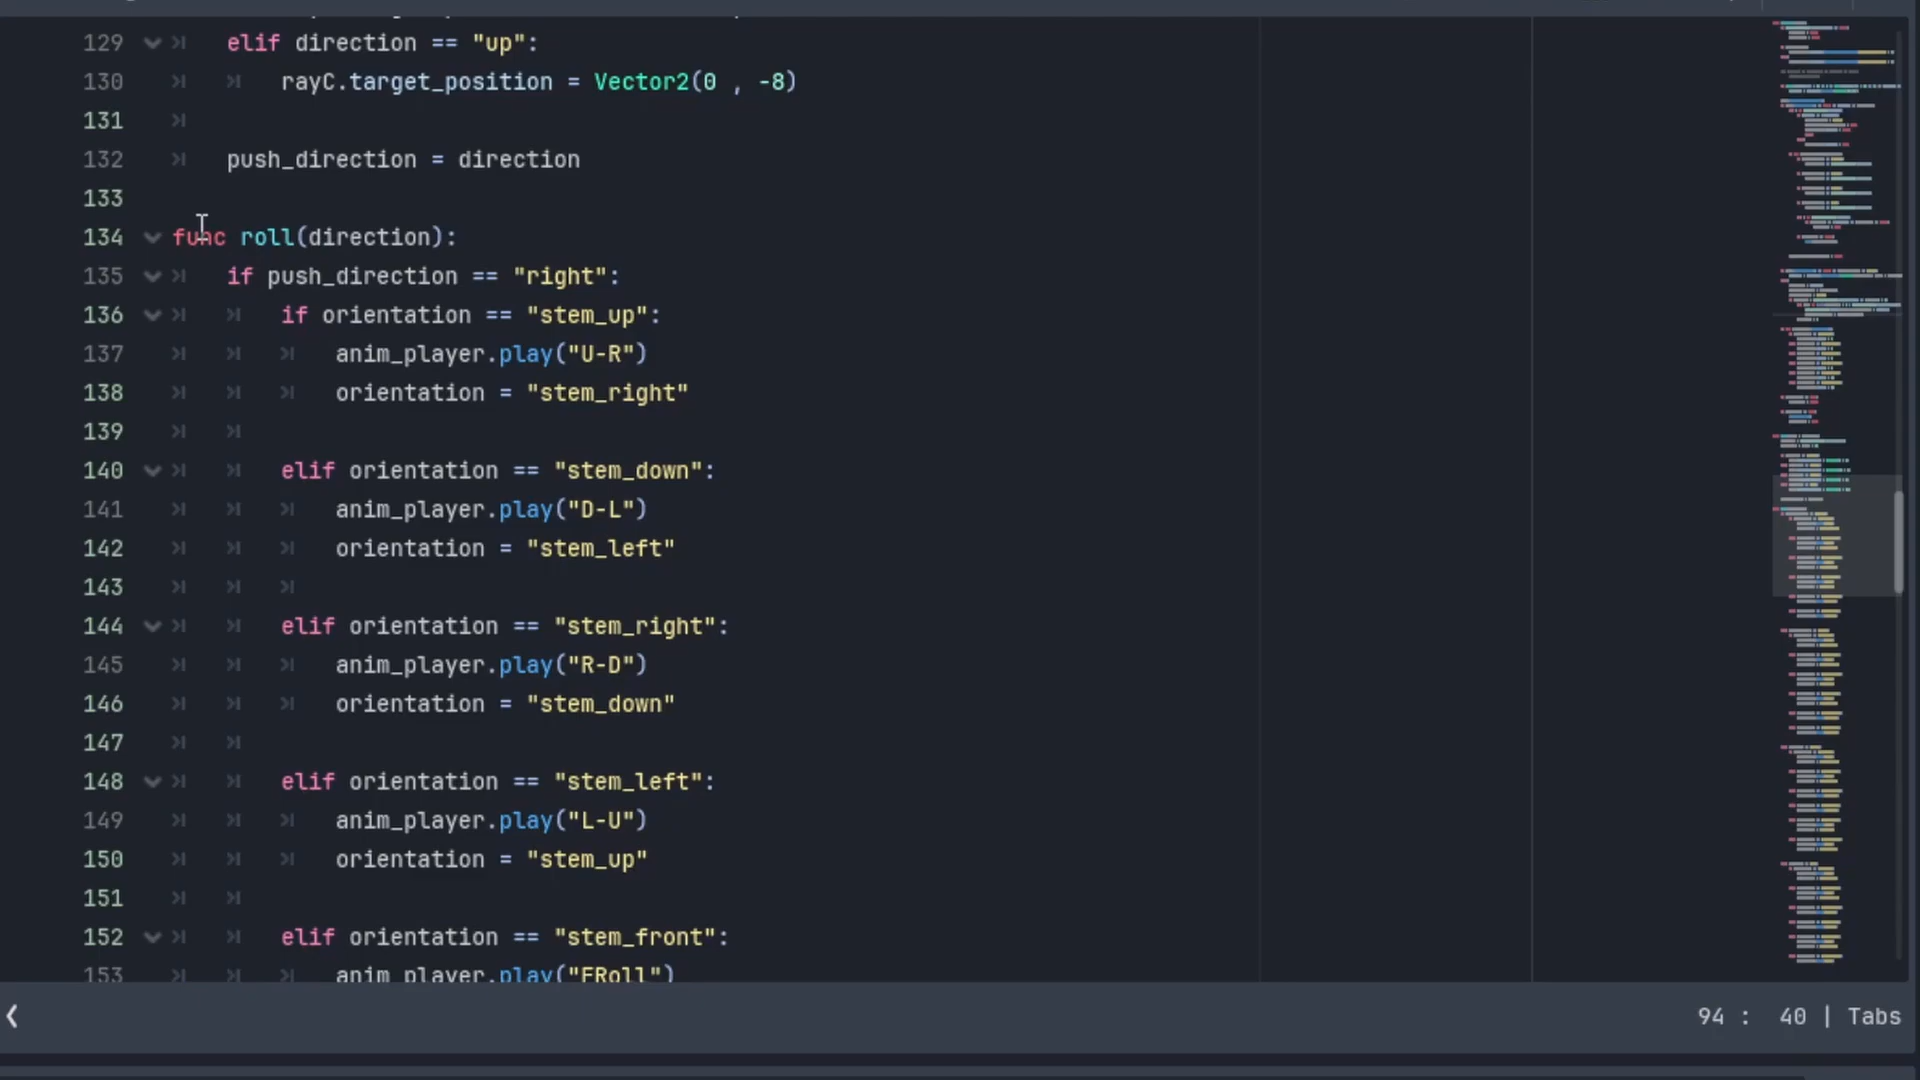 129 elif direction == "up":
130 rayC.target_position = Vector2(0 , -8)
131
132 push_direction = direction
133
134 func roll(direction):
135 if push_direction == "right":
136 if orientation == "stem_up":
137 anim_player.play("U-R")
138 orientation = "stem_right"
139
140 elif orientation == "stem_down":
141 anim_player.play("D-L")
142 orientation = "stem_left"
143
144 elif orientation == "stem_right":
145 anim_player.play("R-D")
146 orientation = "stem_down"
147
148 elif orientation == "stem_left":
149 anim_player.play("L-U")
150 orientation = "stem_up"
151
152 elif orientation == "stem_front":
153 anim_player.play("FRoll")
94 : 40 | Tabs